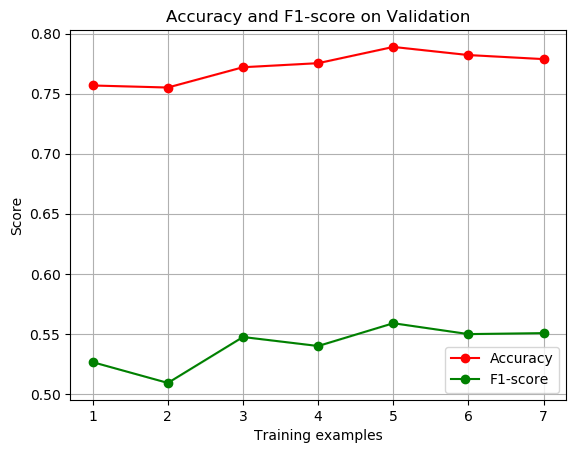 Accuracy and F1-score on Validation
0.80
0.75
0.70
0.65
0.60
0.55
0.50
Score
Accuracy
F1-score
1 2 3 4 5 6 7
Training examples